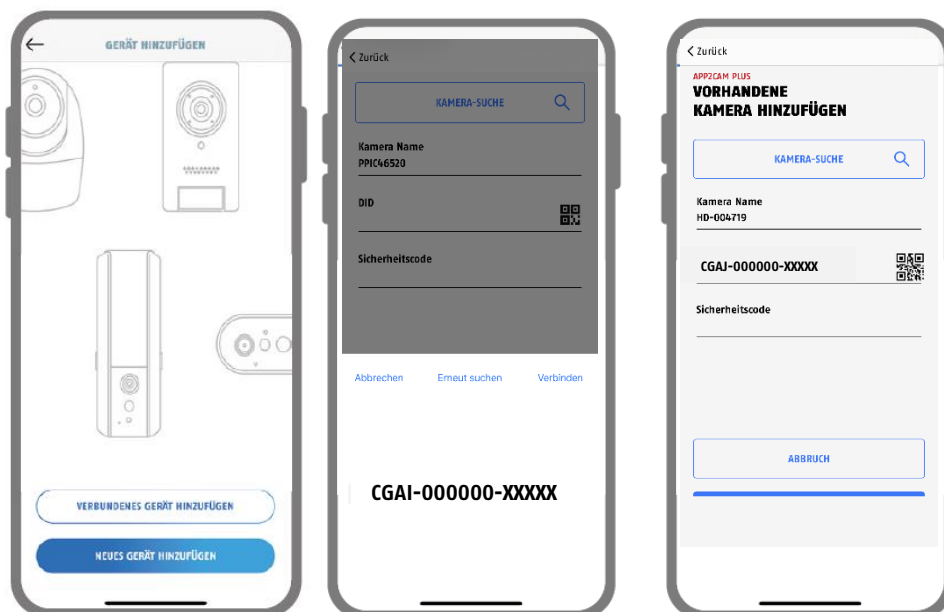 GERÄT HINZUFÜGEN
VERBUNDENES GERÄT HINZUFÜGEN
NEUES GERÄT HINZUFÜGEN
Zurück
KAMERA-SUCHE
Kamera Name
PPIC46520
DID
Sicherheitscode
Abbrechen Erneut suchen Verbinden
CGAI-000000-XXXXX
Zurück
APP2CAM PLUS
VORHANDENE
KAMERA HINZUFÜGEN
KAMERA-SUCHE
Kamera Name
HD-004719
CGAJ-000000-XXXXX
Sicherheitscode
ABBRUCH